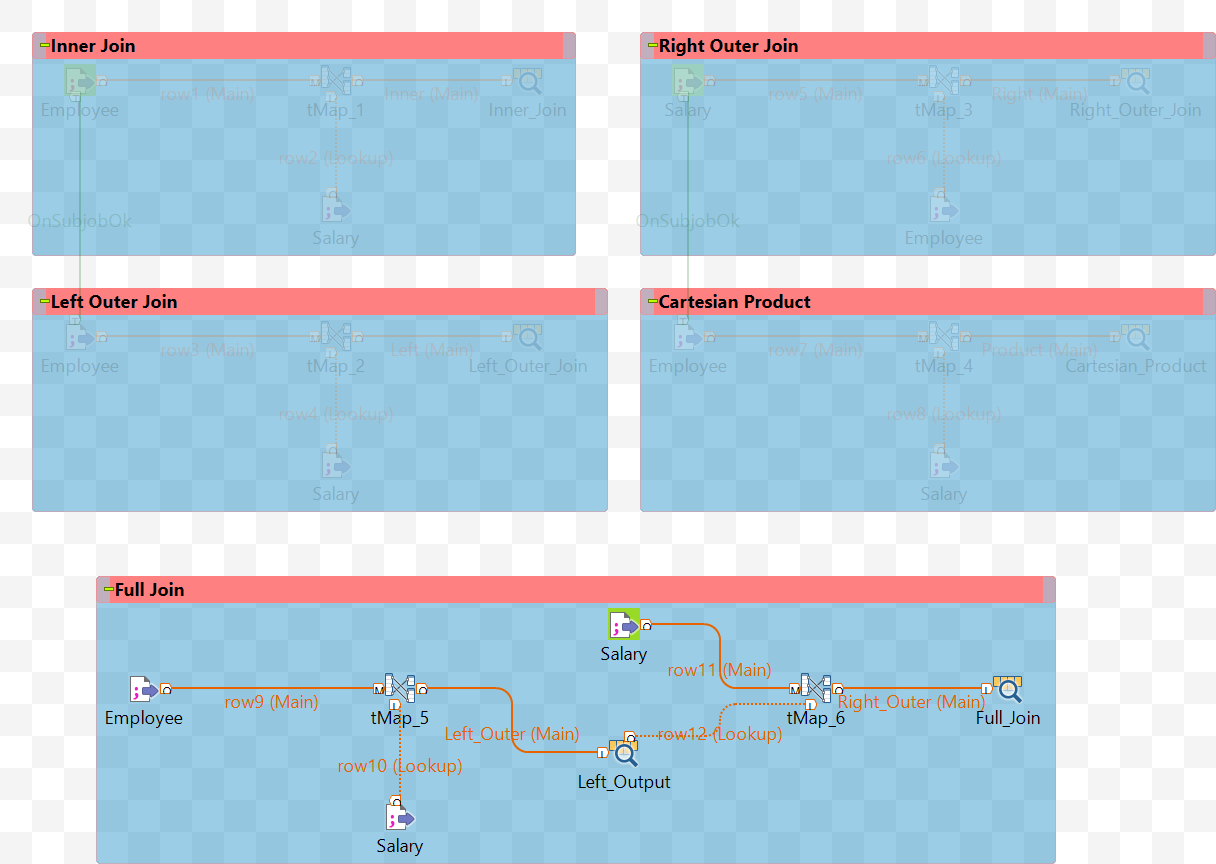 Inner Join
Employee
row1 (Main)
tMap_1
Inner (Main)
Inner_Join
row2 (Lookup)
Salary
OnSubjobOk
Right Outer Join
Salary
row5 (Main)
tMap_3
Right (Main)
Right_Outer_Join
row6 (Lookup)
Employee
OnSubjobOk
Left Outer Join
Employee
row3 (Main)
tMap_2
Left (Main)
Left_Outer_Join
row4 (Lookup)
Salary
Cartesian Product
Employee
row7 (Main)
tMap_4
Product (Main)
Cartesian_Product
row8 (Lookup)
Salary
Full Join
Salary
row11 (Main)
Employee
row9 (Main)
tMap_5
Left_Outer (Main)
row10 (Lookup)
Salary
Left_Output
row12 (Lookup)
tMap_6
Right_Outer (Main)
Full_Join